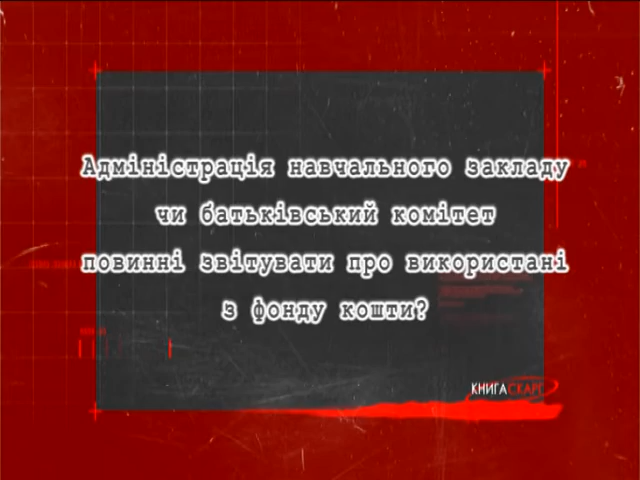 Адміністрація навчального закладу
чи батьківський комітет
повинні звітувати про використані
з фонду кошти?
КНИГА СКАРГ